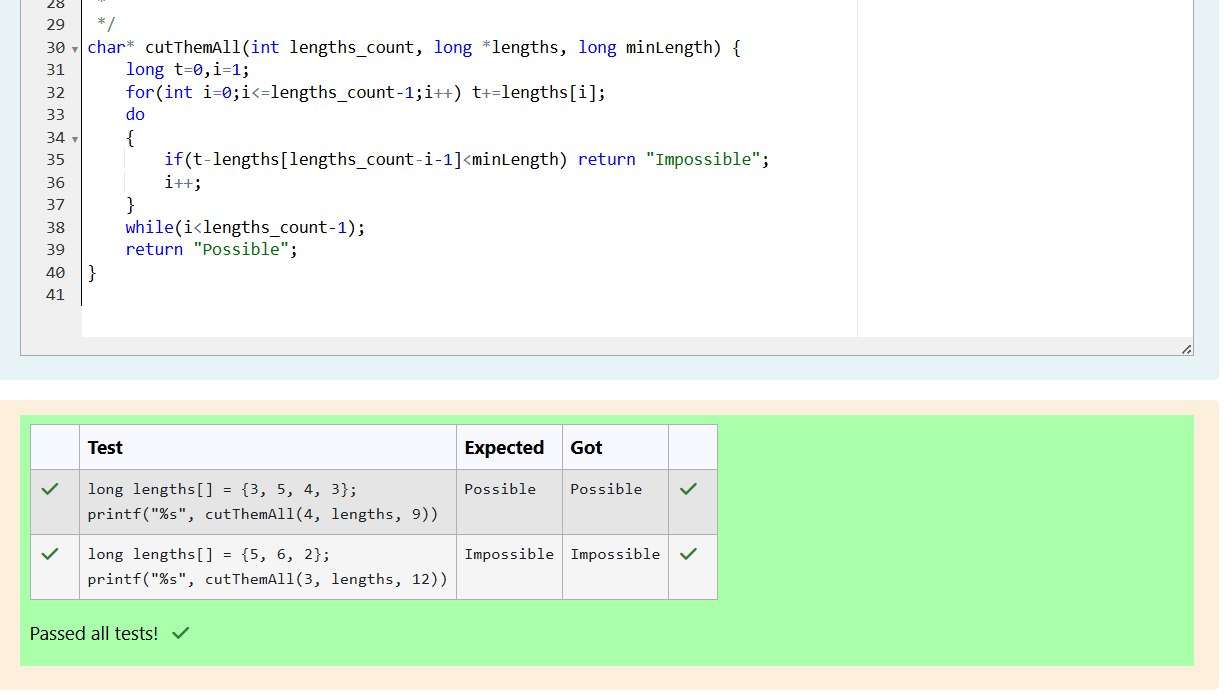 28 *
29 */
30 char* cutThemAll(int lengths_count, long *lengths, long minLength) {
31 long t=0,i=1;
32 for(int i=0;i<=lengths_count-1;i++) t+=lengths[i];
33 do
34 {
35 if(t-lengths[lengths_count-i-1]<minLength) return "Impossible";
36 i++;
37 }
38 while(i<lengths_count-1);
39 return "Possible";
40 }
41
Test Expected Got
long lengths[] = {3, 5, 4, 3}; Possible Possible
printf("%s", cutThemAll(4, lengths, 9))
long lengths[] = {5, 6, 2}; Impossible Impossible
printf("%s", cutThemAll(3, lengths, 12))
Passed all tests!